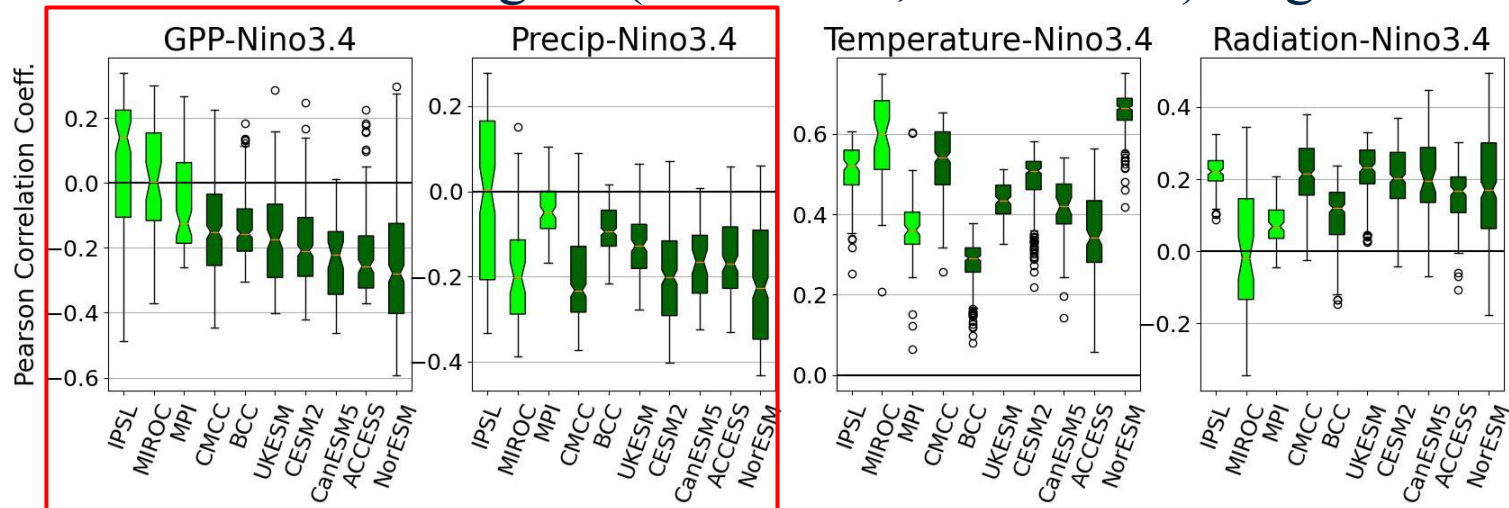 GPP-Nino3.4
Precip-Nino3.4
Temperature-Nino3.4
Radiation-Nino3.4
Pearson Correlation Coeff.
0.2
0.0
−0.2
−0.4
−0.6
0.2
0.0
−0.2
−0.4
0.6
0.4
0.2
0.0
0.4
0.2
0.0
−0.2
IPSL
MIROC
MPI
CMCC
BCC
UKESM
CESM2
CanESM5
ACCESS
NorESM
IPSL
MIROC
MPI
CMCC
BCC
UKESM
CESM2
CanESM5
ACCESS
NorESM
IPSL
MIROC
MPI
CMCC
BCC
UKESM
CESM2
CanESM5
ACCESS
NorESM
IPSL
MIROC
MPI
CMCC
BCC
UKESM
CESM2
CanESM5
ACCESS
NorESM